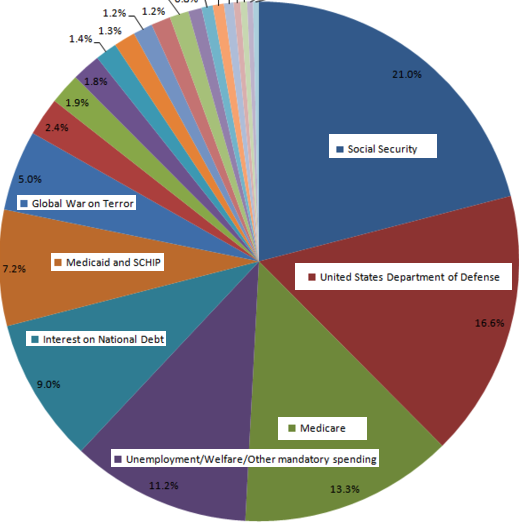 1.2%
1.2%
1.3%
1.4%
1.8%
1.9%
2.4%
5.0%
Global War on Terror
7.2%
Medicaid and SCHIP
Interest on National Debt
9.0%
Unemployment/Welfare/Other mandatory spending
11.2%
Medicare
13.3%
United States Department of Defense
16.6%
Social Security
21.0%